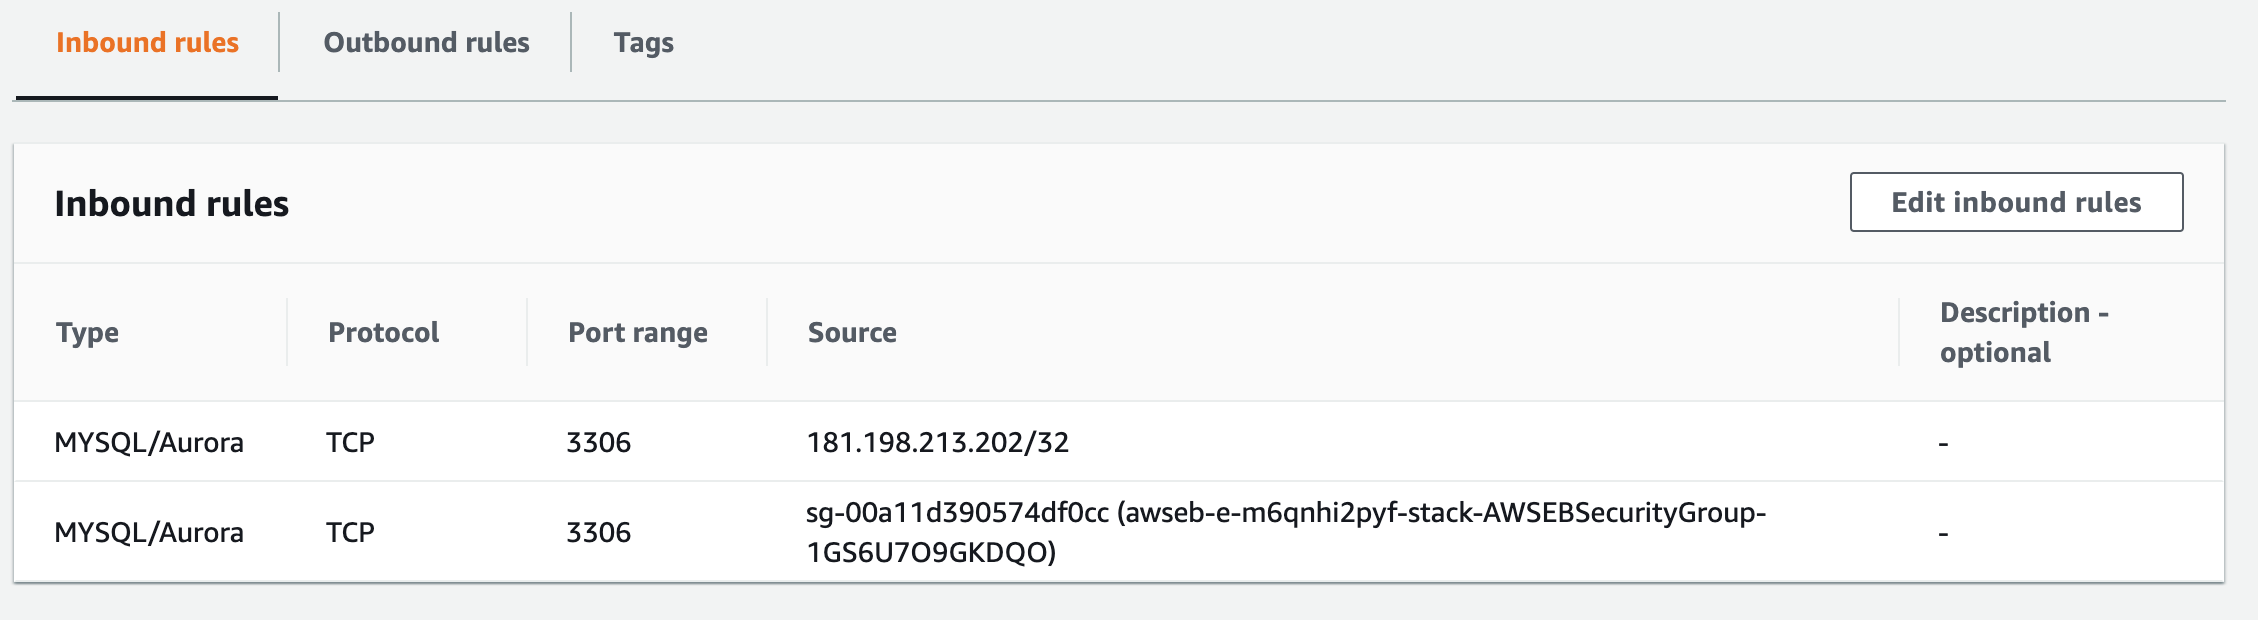 Inbound rules
Outbound rules
Tags
Inbound rules
Edit inbound rules
Type
Protocol
Port range
Source
Description -
optional
MYSQL/Aurora
TCP
3306
181.198.213.202/32
-
MYSQL/Aurora
TCP
3306
sg-00a11d390574df0cc (awseb-e-m6qnhi2pyf-stack-AWSEBSecurityGroup-
1GS6U7O9GKDQO)
-